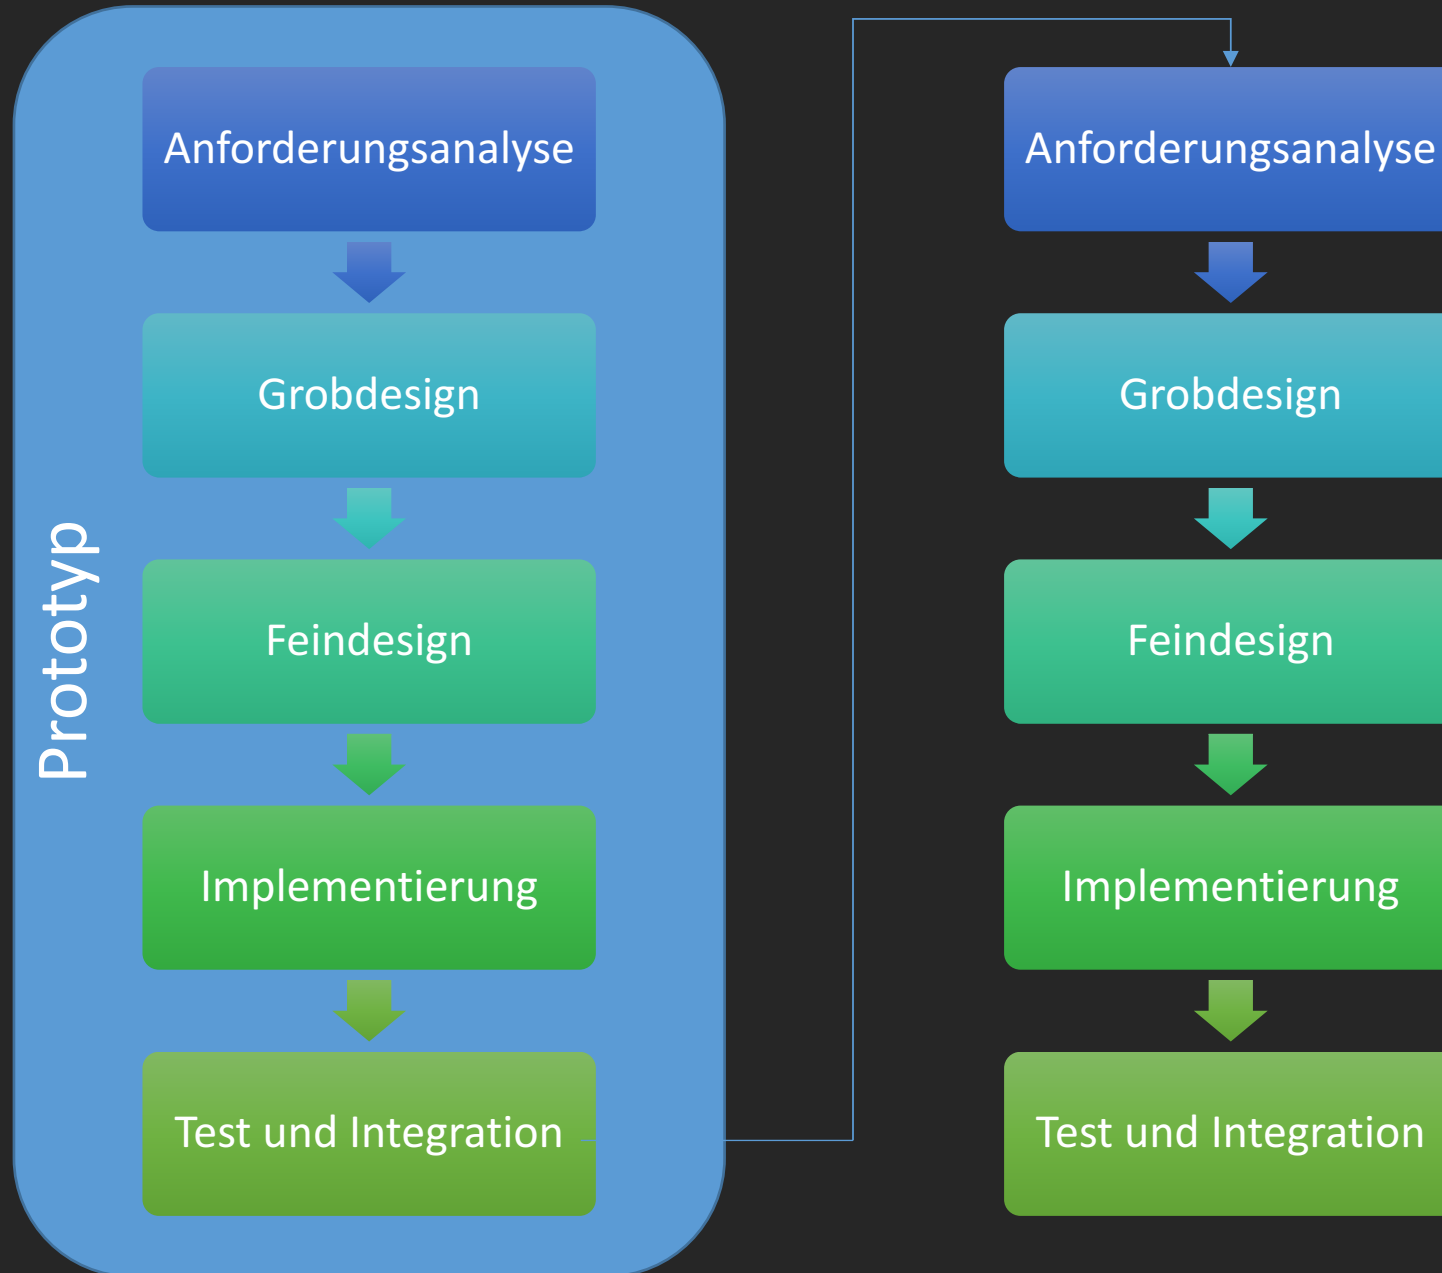 Prototyp
Anforderungsanalyse
Grobdesign
Feindesign
Implementierung
Test und Integration
Anforderungsanalyse
Grobdesign
Feindesign
Implementierung
Test und Integration